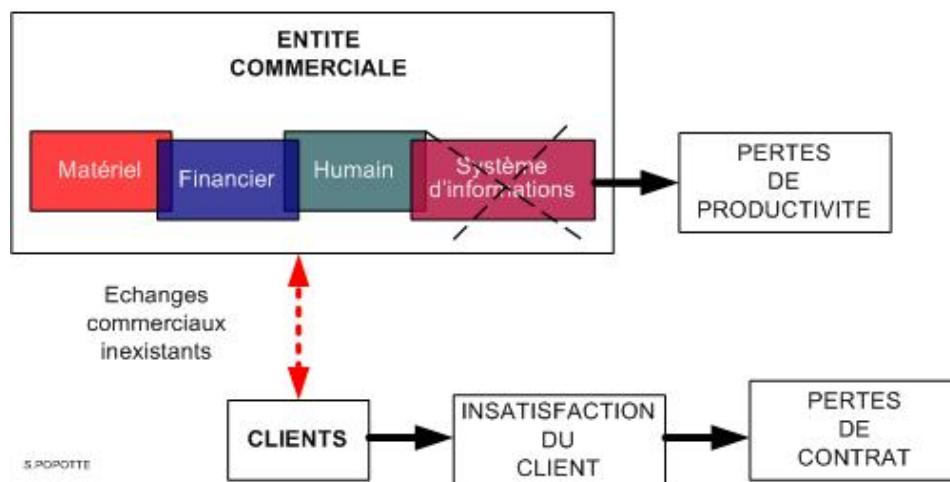 ENTITE
COMMERCIALE
Matériel
Financier
Humain
Système
d'informations
PERTES
DE
PRODUCTIVITE
Echanges
commerciaux
inexistants
CLIENTS
INSATISFACTION
DU
CLIENT
PERTES
DE
CONTRAT
S.POPOTTE